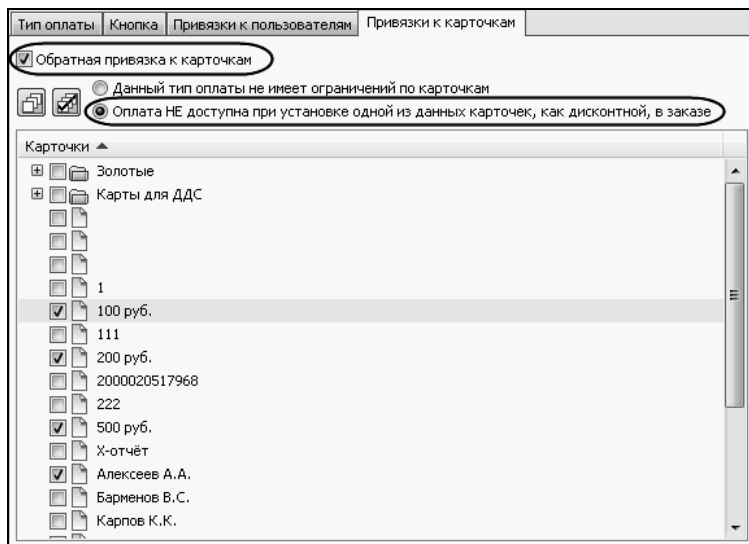 Тип оплаты Кнопка Привязки к пользователям Привязки к карточкам
Обратная привязка к карточкам
Данный тип оплаты не имеет ограничений по карточкам
Оплата НЕ доступна при установке одной из данных карточек, как дисконтной, в заказе
Карточки
Золотые
Карты для ДДС
1
100 руб.
111
200 руб.
2000020517968
222
500 руб.
X-отчёт
Алексеев А.А.
Барменов В.С.
Карпов К.К.